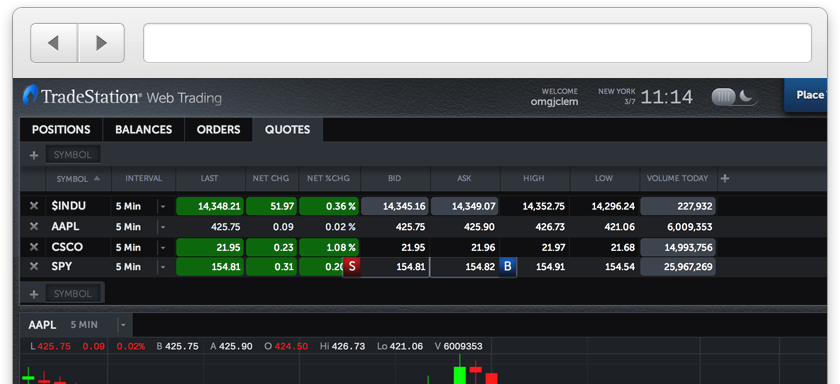 TradeStation® Web Trading
WELCOME
omgjclem
NEW YORK
3/7
11:14
Place
POSITIONS BALANCES ORDERS QUOTES
+ SYMBOL
SYMBOL INTERVAL LAST NET CHG NET %CHG BID ASK HIGH LOW VOLUME TODAY +
$INDU 5 Min 14,348.21 51.97 0.36 % 14,345.16 14,349.07 14,352.75 14,296.24 227,932
AAPL 5 Min 425.75 0.09 0.02 % 425.75 425.90 426.73 421.06 6,009,353
CSCO 5 Min 21.95 0.23 1.08 % 21.95 21.96 21.97 21.68 14,993,756
SPY 5 Min 154.81 0.31 0.20 S 154.81 154.82 B 154.91 154.54 25,967,269
+ SYMBOL
AAPL 5 MIN
L 425.75 0.09 0.02% B 425.75 A 425.90 O 424.50 Hi 426.73 Lo 421.06 V 6009353